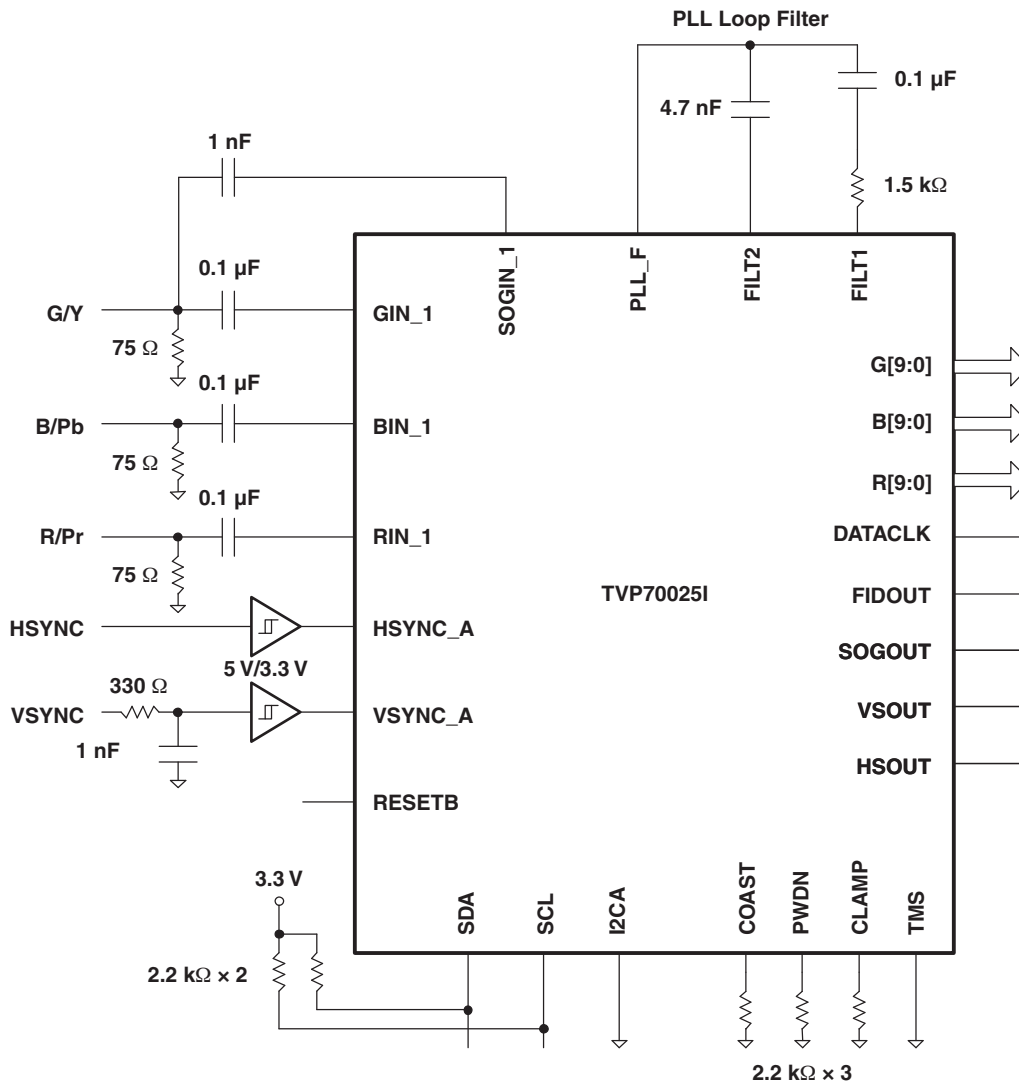 PLL Loop Filter
0.1 µF
4.7 nF
1 nF
1.5 kΩ
SOGIN_1
PLL_F
FILT2
FILT1
0.1 µF
G/Y
GIN_1
75 Ω
G[9:0]
0.1 µF
B/Pb
BIN_1
B[9:0]
75 Ω
R[9:0]
0.1 µF
R/Pr
RIN_1
DATACLK
75 Ω
TVP70025I
FIDOUT
HSYNC
HSYNC_A
SOGOUT
5 V/3.3 V
330 Ω
VSYNC
VSYNC_A
VSOUT
1 nF
HSOUT
RESETB
3.3 V
SDA
SCL
I2CA
COAST
PWDN
CLAMP
TMS
2.2 kΩ × 2
2.2 kΩ × 3